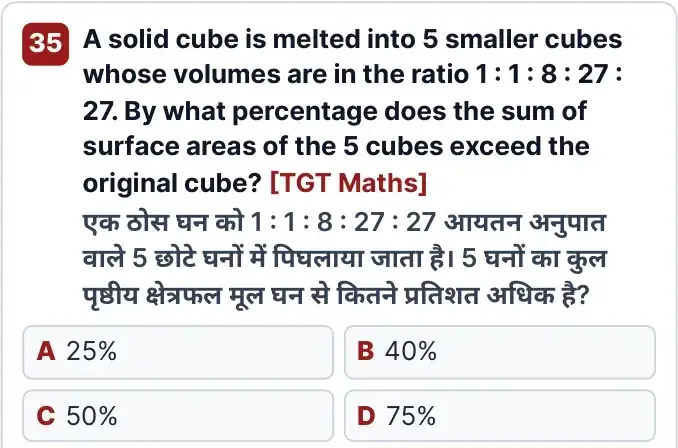 35 A solid cube is melted into 5 smaller cubes
whose volumes are in the ratio 1 : 1 : 8 : 27 :
27. By what percentage does the sum of
surface areas of the 5 cubes exceed the
original cube? [TGT Maths]
एक ठोस घन को 1 : 1 : 8 : 27 : 27 आयतन अनुपात
वाले 5 छोटे घनों में पिघलाया जाता है। 5 घनों का कुल
पृष्ठीय क्षेत्रफल मूल घन से कितने प्रतिशत अधिक है?
A 25%
B 40%
C 50%
D 75%